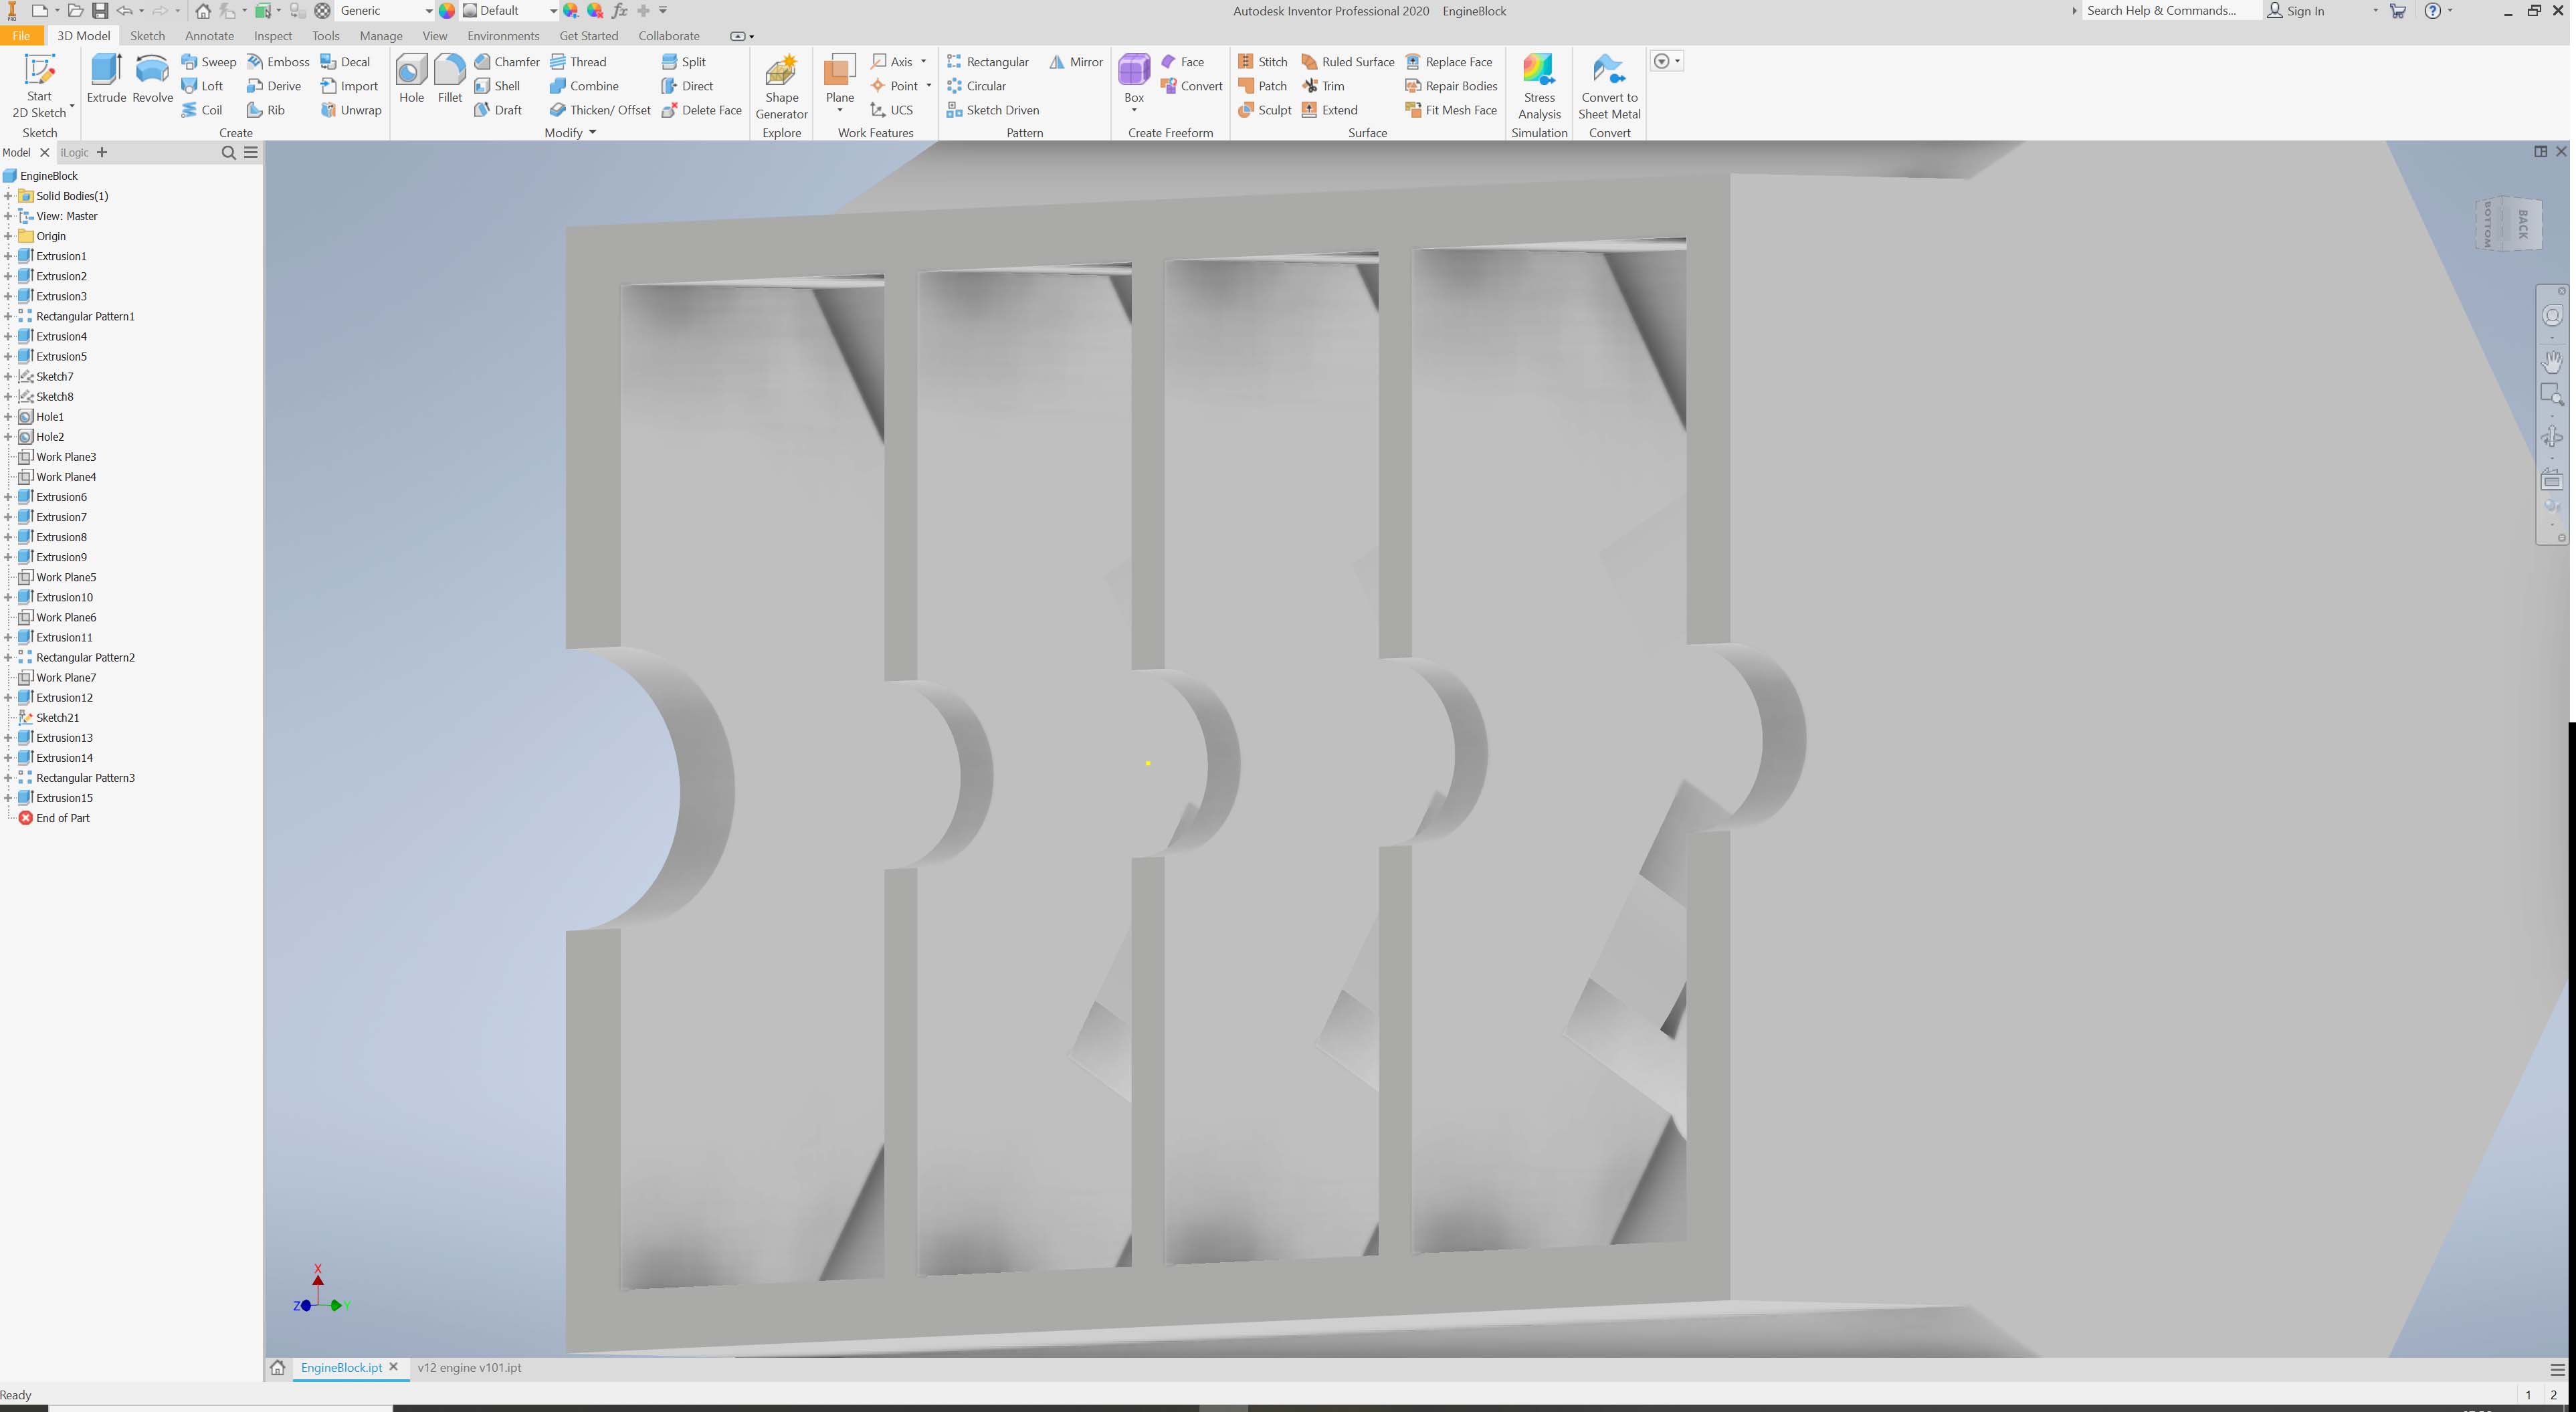 Generic Default Autodesk Inventor Professional 2020 EngineBlock Search Help & Commands... Sign In
File 3D Model Sketch Annotate Inspect Tools Manage View Environments Get Started Collaborate
Start 2D Sketch
Sketch
Extrude Revolve Sweep Emboss Decal
Loft Derive Import
Coil Rib Unwrap
Create
Hole Fillet Chamfer Thread Split
Shell Combine Direct
Draft Thicken/ Offset Delete Face
Modify
Shape Generator
Explore
Plane Axis
Point
UCS
Work Features
Rectangular Mirror
Circular
Sketch Driven
Pattern
Box Face
Convert
Create Freeform
Stitch Ruled Surface Replace Face
Patch Trim Repair Bodies
Sculpt Extend Fit Mesh Face
Surface
Stress Analysis
Simulation
Convert to Sheet Metal
Convert
Model iLogic
EngineBlock
Solid Bodies(1)
View: Master
Origin
Extrusion1
Extrusion2
Extrusion3
Rectangular Pattern1
Extrusion4
Extrusion5
Sketch7
Sketch8
Hole1
Hole2
Work Plane3
Work Plane4
Extrusion6
Extrusion7
Extrusion8
Extrusion9
Work Plane5
Extrusion10
Work Plane6
Extrusion11
Rectangular Pattern2
Work Plane7
Extrusion12
Sketch21
Extrusion13
Extrusion14
Rectangular Pattern3
Extrusion15
End of Part
BOTTOM BACK
X
Z Y
EngineBlock.ipt v12 engine v101.ipt
Ready 1 2